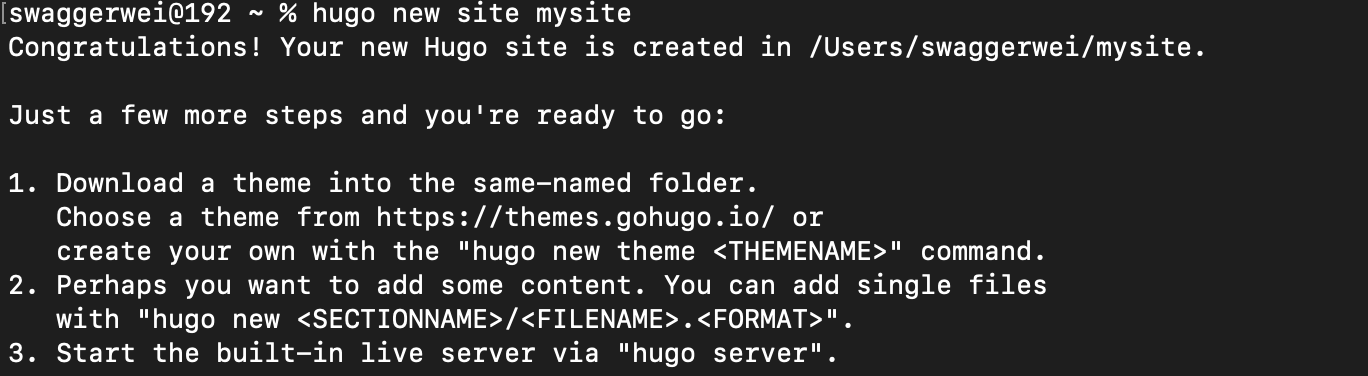 [swaggerwei@192 ~ % hugo new site mysite
Congratulations! Your new Hugo site is created in /Users/swaggerwei/mysite.
Just a few more steps and you're ready to go:
1. Download a theme into the same-named folder.
Choose a theme from https://themes.gohugo.io/ or
create your own with the "hugo new theme <THEMENAME>" command.
2. Perhaps you want to add some content. You can add single files
with "hugo new <SECTIONNAME>/<FILENAME>.<FORMAT>".
3. Start the built-in live server via "hugo server".